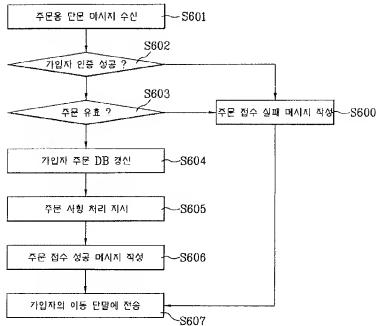 주문용 단문 메시지 수신
S601
S602
가입자 인증 성공 ?
S603
주문 유효 ?
주문 접수 실패 메시지 작성
S600
가입자 주문 DB 갱신
S604
주문 사항 처리 지시
S605
주문 접수 성공 메시지 작성
S606
가입자의 이동 단말에 전송
S607